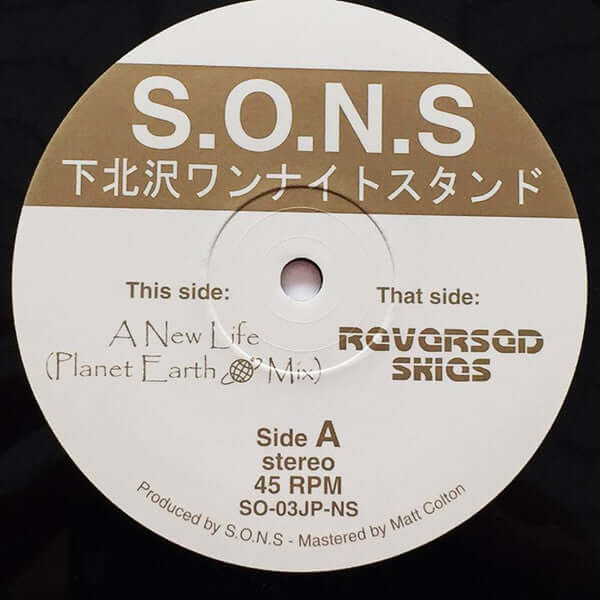 S.O.N.S
下北沢ワンナイトスタンド
This side:
A New Life
(Planet Earth Mix)
That side:
REVERSED
SKIES
Side A
stereo
45 RPM
SO-03JP-NS
Produced by S.O.N.S - Mastered by Matt Colton